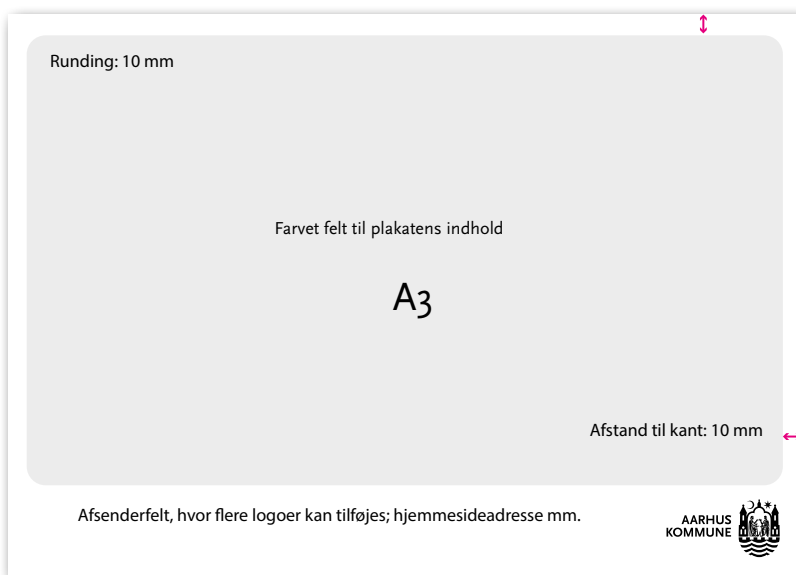 Runding: 10 mm
Farvet felt til plakatens indhold
A3
Afstand til kant: 10 mm
Afsenderfelt, hvor flere logoer kan tilføjes; hjemmesideadresse mm.
AARHUS
KOMMUNE